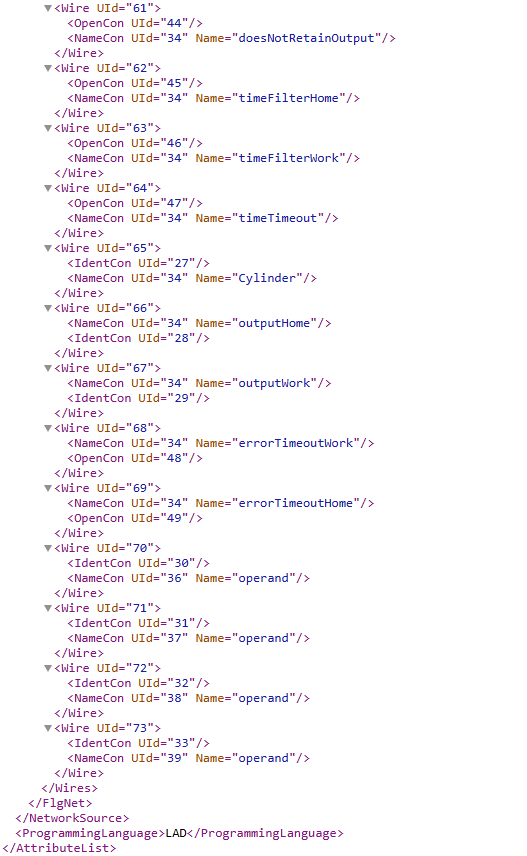 <Wire UId="61">
<OpenCon UId="44"/>
<NameCon UId="34" Name="doesNotRetainOutput"/>
</Wire>
<Wire UId="62">
<OpenCon UId="45"/>
<NameCon UId="34" Name="timeFilterHome"/>
</Wire>
<Wire UId="63">
<OpenCon UId="46"/>
<NameCon UId="34" Name="timeFilterWork"/>
</Wire>
<Wire UId="64">
<OpenCon UId="47"/>
<NameCon UId="34" Name="timeTimeout"/>
</Wire>
<Wire UId="65">
<IdentCon UId="27"/>
<NameCon UId="34" Name="Cylinder"/>
</Wire>
<Wire UId="66">
<NameCon UId="34" Name="outputHome"/>
<IdentCon UId="28"/>
</Wire>
<Wire UId="67">
<NameCon UId="34" Name="outputWork"/>
<IdentCon UId="29"/>
</Wire>
<Wire UId="68">
<NameCon UId="34" Name="errorTimeoutWork"/>
<OpenCon UId="48"/>
</Wire>
<Wire UId="69">
<NameCon UId="34" Name="errorTimeoutHome"/>
<OpenCon UId="49"/>
</Wire>
<Wire UId="70">
<IdentCon UId="30"/>
<NameCon UId="36" Name="operand"/>
</Wire>
<Wire UId="71">
<IdentCon UId="31"/>
<NameCon UId="37" Name="operand"/>
</Wire>
<Wire UId="72">
<IdentCon UId="32"/>
<NameCon UId="38" Name="operand"/>
</Wire>
<Wire UId="73">
<IdentCon UId="33"/>
<NameCon UId="39" Name="operand"/>
</Wire>
</Wires>
</FlgNet>
</NetworkSource>
<ProgrammingLanguage>LAD</ProgrammingLanguage>
</AttributeList>